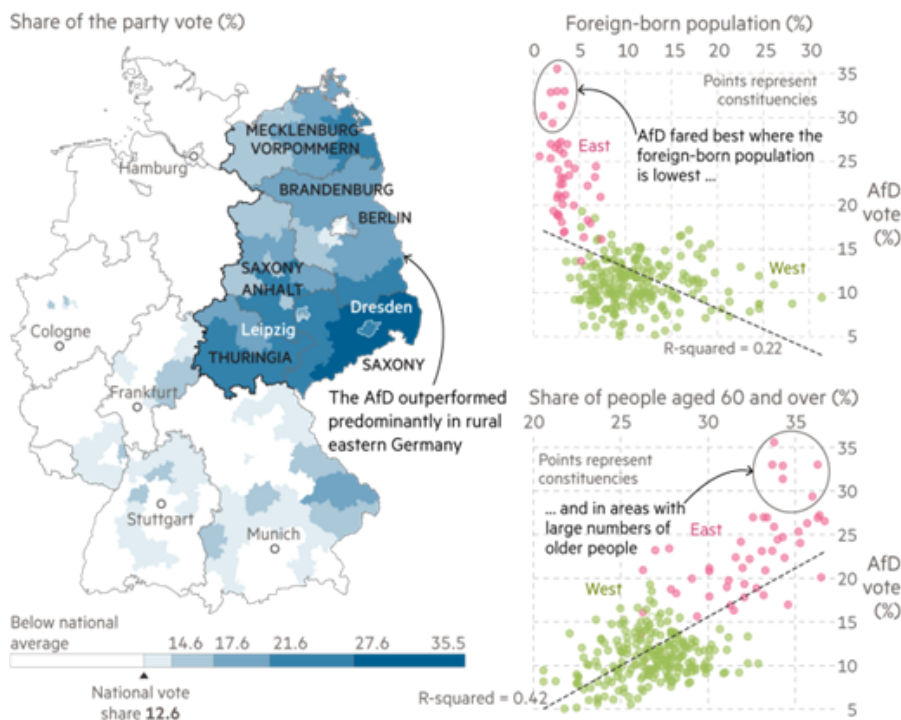 Share of the party vote (%)
MECKLENBURG-
VORPOMMERN
Hamburg
BRANDENBURG
BERLIN
SAXONY
ANHALT
Dresden
Cologne
Leipzig
THURINGIA
SAXONY
Frankfurt
The AfD outperformed
predominantly in rural
eastern Germany
Stuttgart
Munich
Below national
average
14.6 17.6 21.6 27.6 35.5
National vote
share 12.6
Foreign-born population (%)
0 5 10 15 20 25 30
35
Points represent
constituencies
30
AfD fared best where the
foreign-born population
is lowest ...
East
25
20
AfD
vote
(%)
15
West
10
5
R-squared = 0.22
Share of people aged 60 and over (%)
20 25 30 35
35
Points represent
constituencies
30
... and in areas with
large numbers of
older people
East
25
AfD
vote
(%)
20
West
15
10
5
R-squared = 0.42